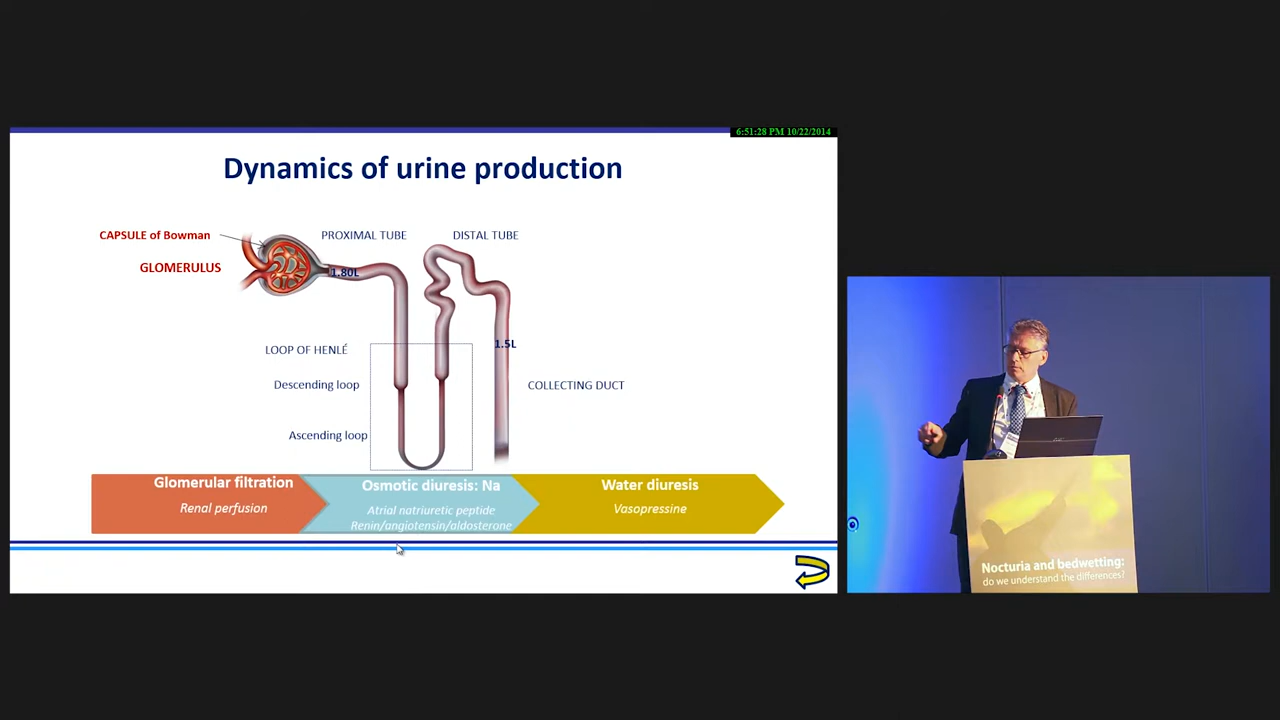 6:51:28 PM 10/22/2014
Dynamics of urine production
CAPSULE of Bowman
PROXIMAL TUBE
DISTAL TUBE
GLOMERULUS
1.80L
LOOP OF HENLÉ
1.5L
Descending loop
COLLECTING DUCT
Ascending loop
Glomerular filtration
Renal perfusion
Osmotic diuresis: Na
Atrial natriuretic peptide
Renin/angiotensin/aldosterone
Water diuresis
Vasopressine
Nocturia and bedwetting:
do we understand the differences?